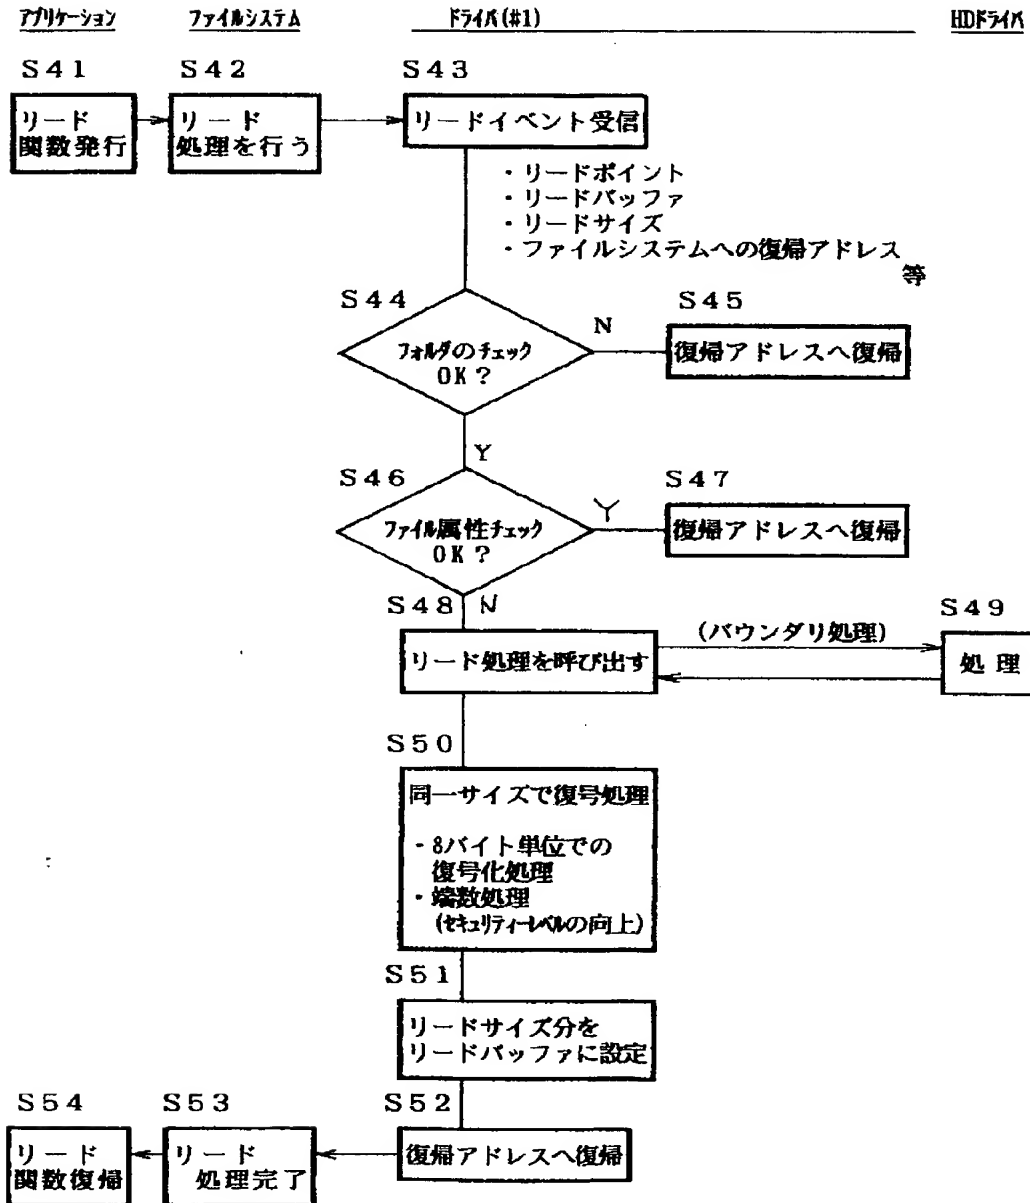 アプリケーション
ファイルシステム
ドライバ(#1)
HDドライバ
S41
S42
S43
リード
関数発行
リード
処理を行う
リードイベント受信
・リードポイント
・リードバッファ
・リードサイズ
・ファイルシステムへの復帰アドレス
等
S44
フォルダのチェック
OK?
N
S45
復帰アドレスへ復帰
Y
S46
ファイル属性チェック
OK?
Y
S47
復帰アドレスへ復帰
N
S48
リード処理を呼び出す
(バウンダリ処理)
S49
処理
S50
同一サイズで復号処理
・8バイト単位での
復号化処理
・端数処理
(セキュリティーレベルの向上)
S51
リードサイズ分を
リードバッファに設定
S54
S53
S52
リード
関数復帰
リード
処理完了
復帰アドレスへ復帰